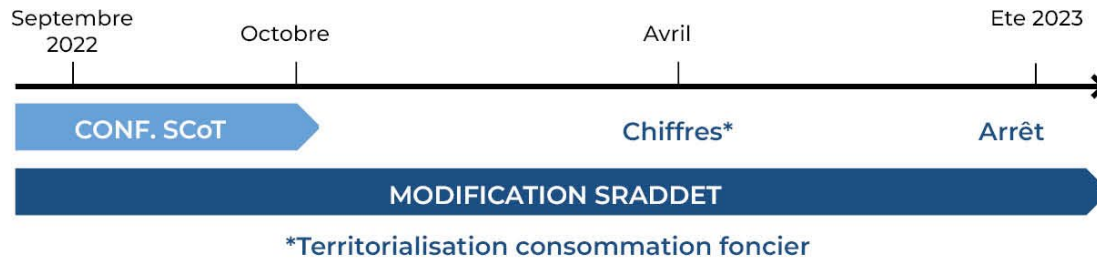 Septembre
2022
Octobre
Avril
Ete 2023
CONF. SCoT
Chiffres*
Arrêt
MODIFICATION SRADDET
*Territorialisation consommation foncier